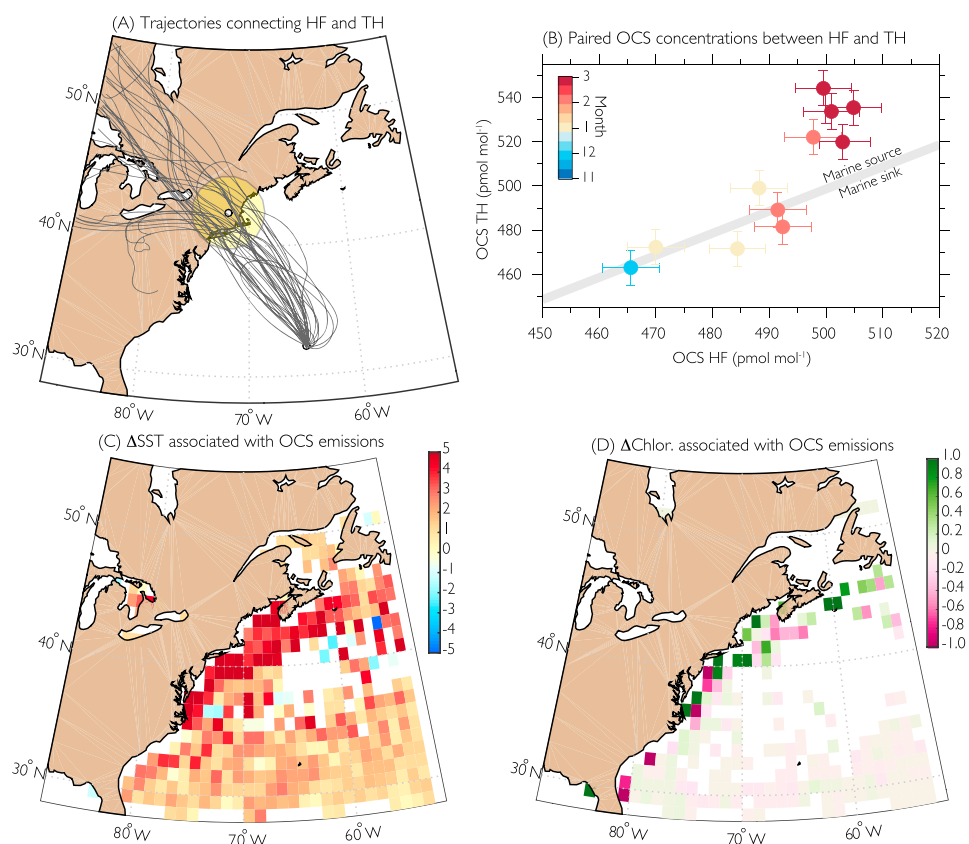 (A) Trajectories connecting HF and TH
50°N
40°N
30°N
80°W
70°W
60°W
(B) Paired OCS concentrations between HF and TH
OCS TH (pmol mol⁻¹)
540
520
500
480
460
3
2
1
12
11
Month
Marine source
Marine sink
450 460 470 480 490 500 510 520
OCS HF (pmol mol⁻¹)
(C) ΔSST associated with OCS emissions
50°N
40°N
30°N
80°W
70°W
60°W
5
4
3
2
1
0
-1
-2
-3
-4
-5
(D) ΔChlor. associated with OCS emissions
50°N
40°N
30°N
80°W
70°W
60°W
1.0
0.8
0.6
0.4
0.2
0
-0.2
-0.4
-0.6
-0.8
-1.0